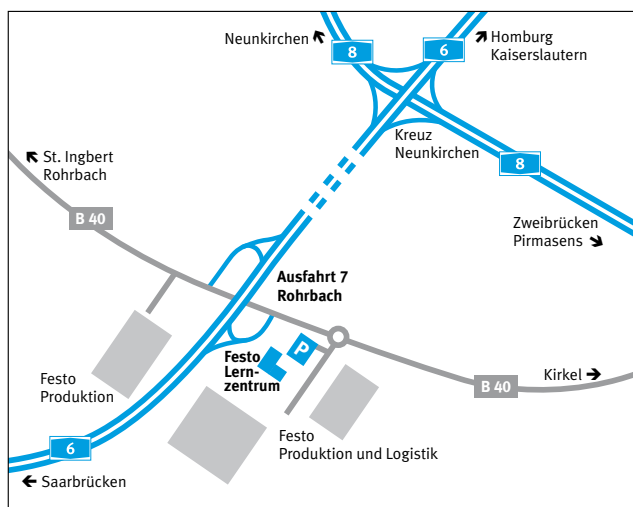 Neunkirchen
8
6
Homburg
Kaiserslautern
Kreuz
Neunkirchen
8
St. Ingbert
Rohrbach
B 40
Zweibrücken
Pirmasens
Ausfahrt 7
Rohrbach
P
Festo
Lern-
zentrum
Festo
Produktion
Kirkel
B 40
Festo
Produktion und Logistik
6
Saarbrücken